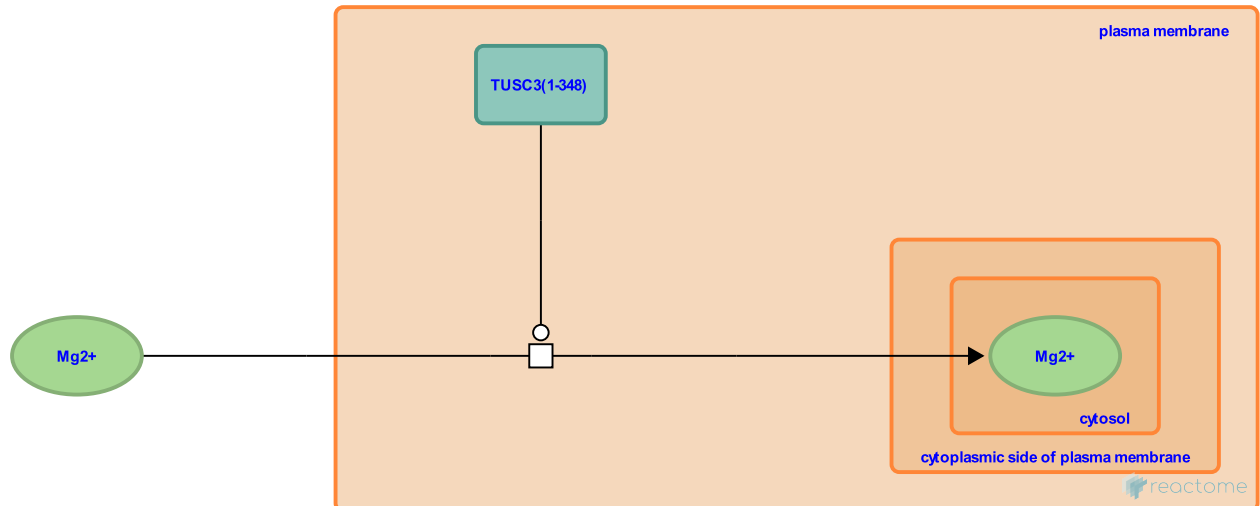 plasma membrane
TUSC3(1-348)
Mg2+
Mg2+
cytosol
cytoplasmic side of plasma membrane
reactome